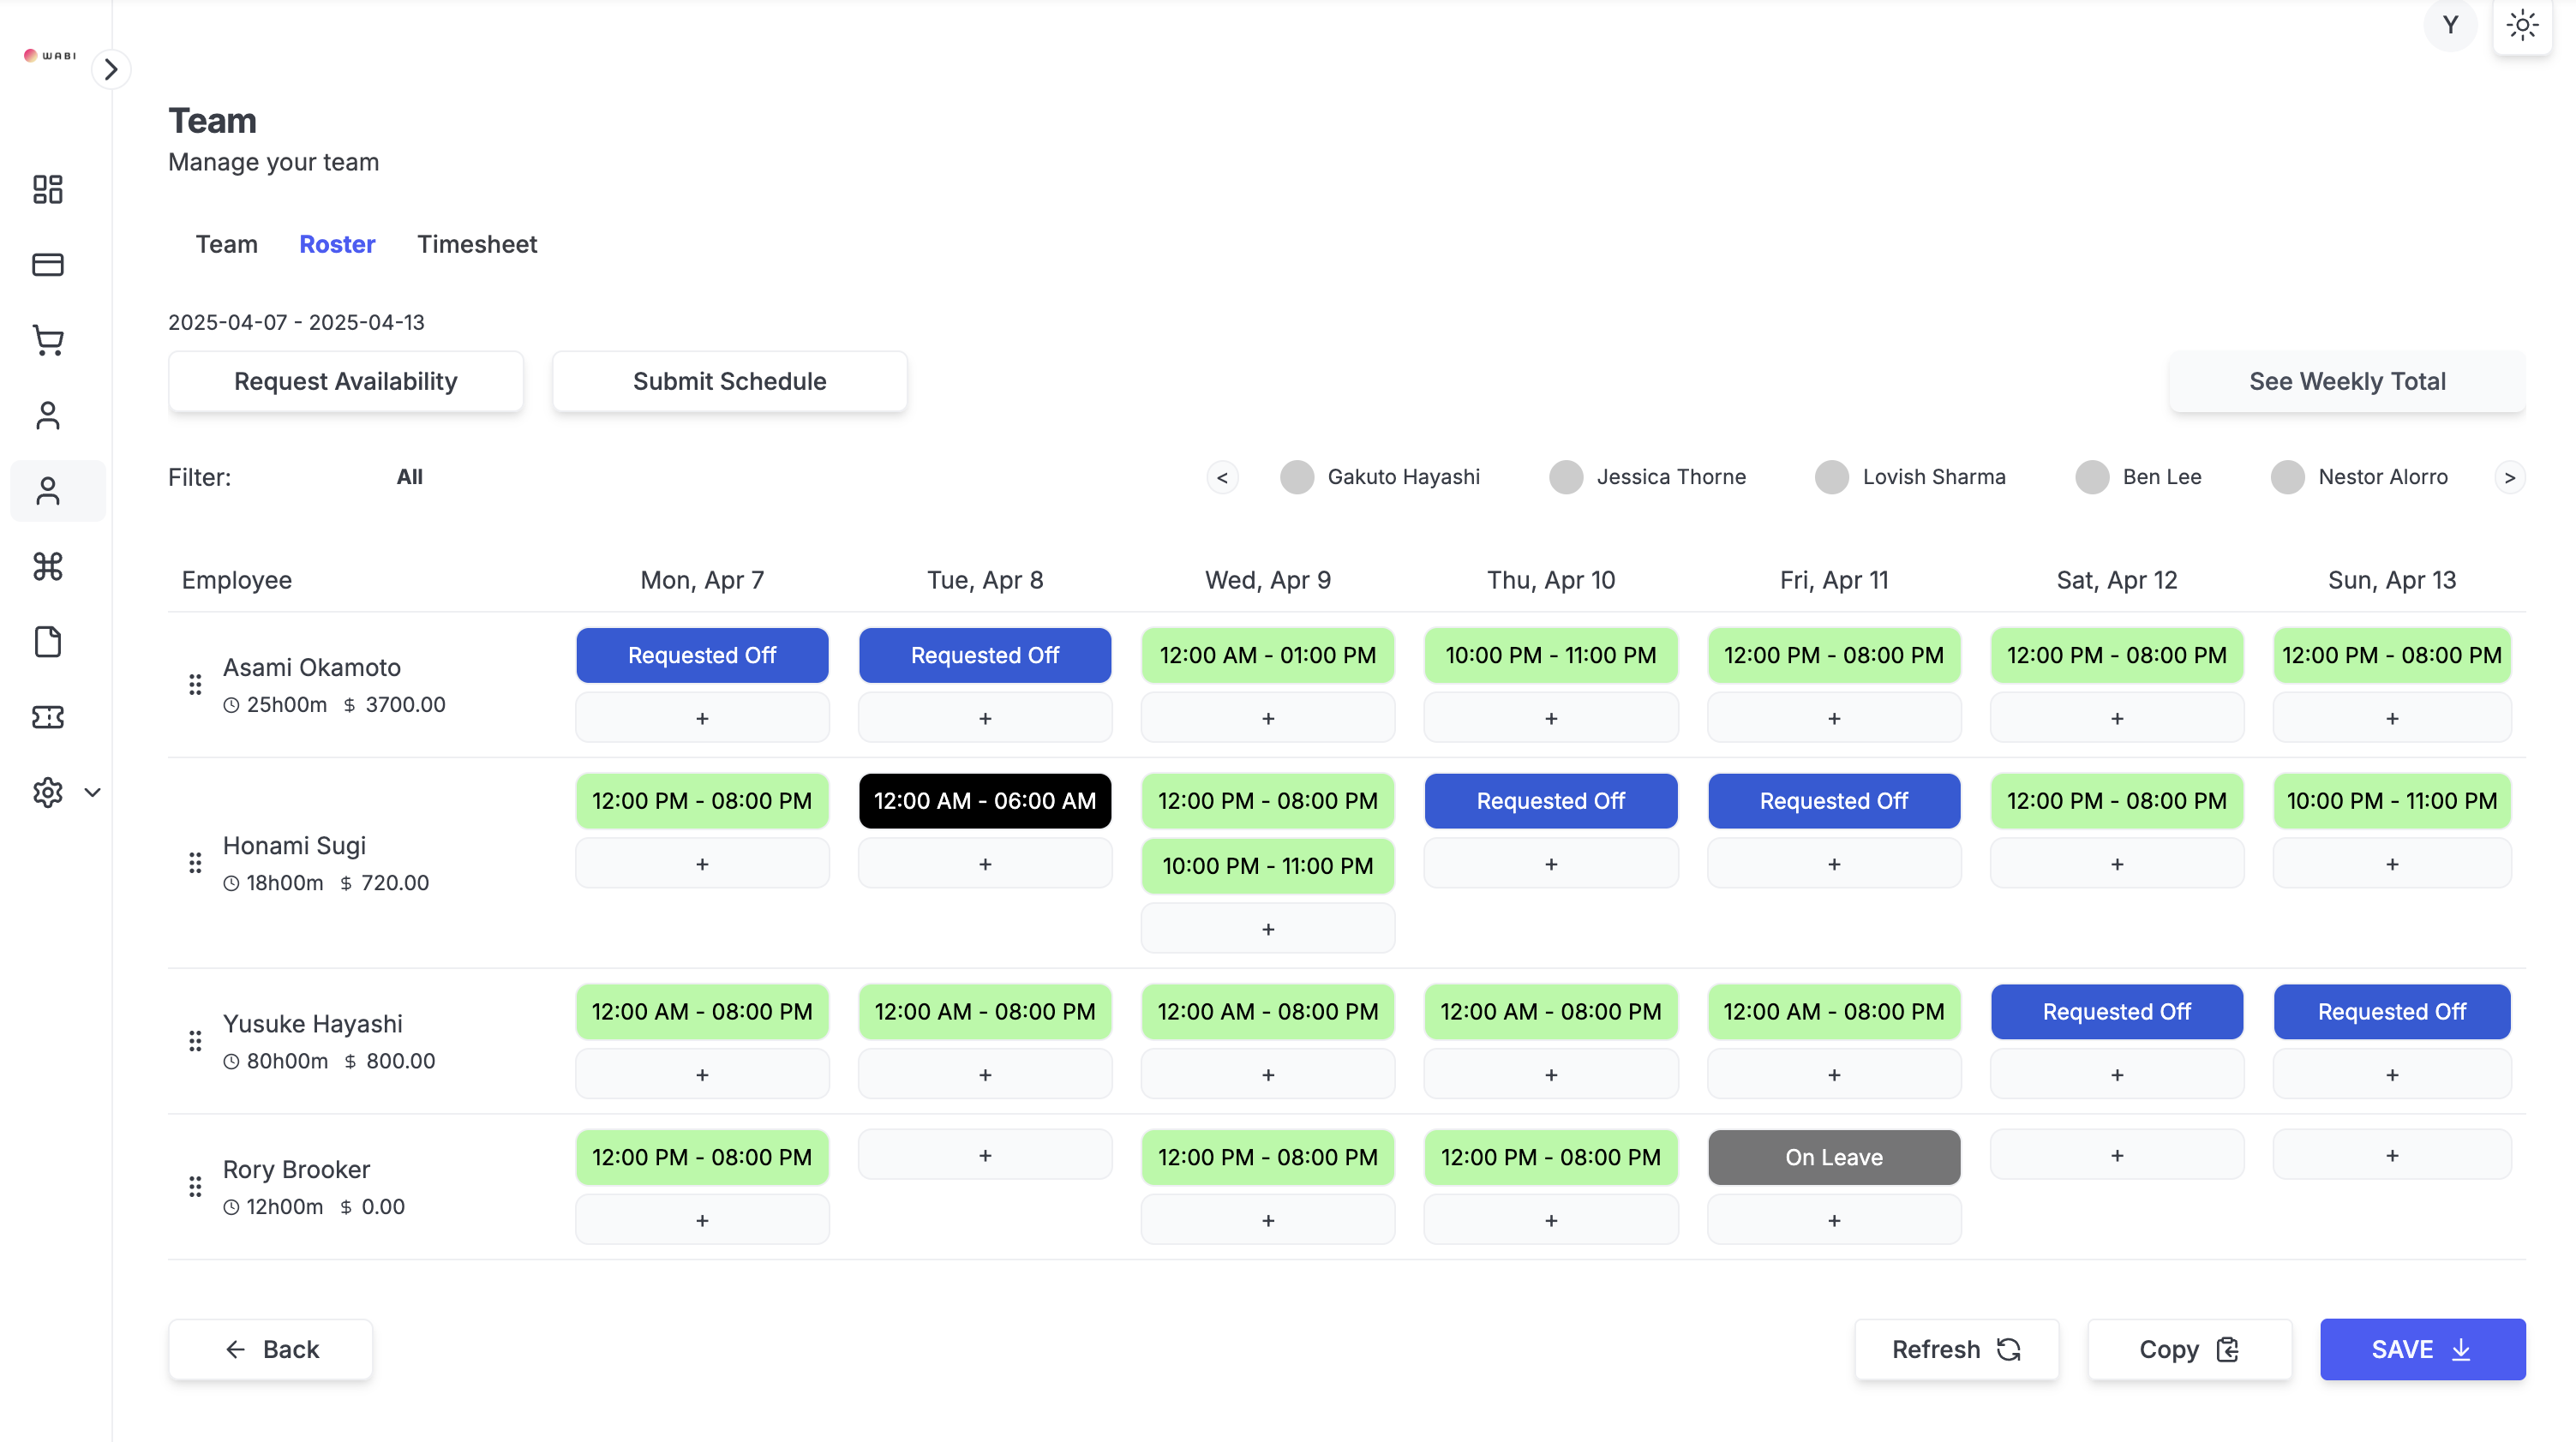 WABI
Y
Team
Manage your team
Team Roster Timesheet
2025-04-07 - 2025-04-13
Request Availability Submit Schedule See Weekly Total
Filter: All < Gakuto Hayashi Jessica Thorne Lovish Sharma Ben Lee Nestor Alorro >
Employee Mon, Apr 7 Tue, Apr 8 Wed, Apr 9 Thu, Apr 10 Fri, Apr 11 Sat, Apr 12 Sun, Apr 13
Requested Off Requested Off 12:00 AM - 01:00 PM 10:00 PM - 11:00 PM 12:00 PM - 08:00 PM 12:00 PM - 08:00 PM 12:00 PM - 08:00 PM
Asami Okamoto
25h00m $ 3700.00
+ + + + + + +
12:00 PM - 08:00 PM 12:00 AM - 06:00 AM 12:00 PM - 08:00 PM Requested Off Requested Off 12:00 PM - 08:00 PM 10:00 PM - 11:00 PM
Honami Sugi
+ + 10:00 PM - 11:00 PM + + + +
18h00m $ 720.00
+
12:00 AM - 08:00 PM 12:00 AM - 08:00 PM 12:00 AM - 08:00 PM 12:00 AM - 08:00 PM 12:00 AM - 08:00 PM Requested Off Requested Off
Yusuke Hayashi
80h00m $ 800.00
+ + + + + + +
12:00 PM - 08:00 PM + 12:00 PM - 08:00 PM 12:00 PM - 08:00 PM On Leave + +
Rory Brooker
12h00m $ 0.00
+ + + +
Back Refresh Copy SAVE